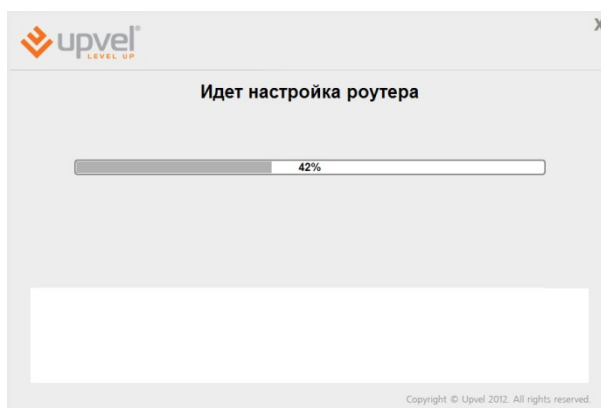 X
upvel
LEVEL UP
Идет настройка роутера
42%
Copyright © Upvel 2012. All rights reserved.